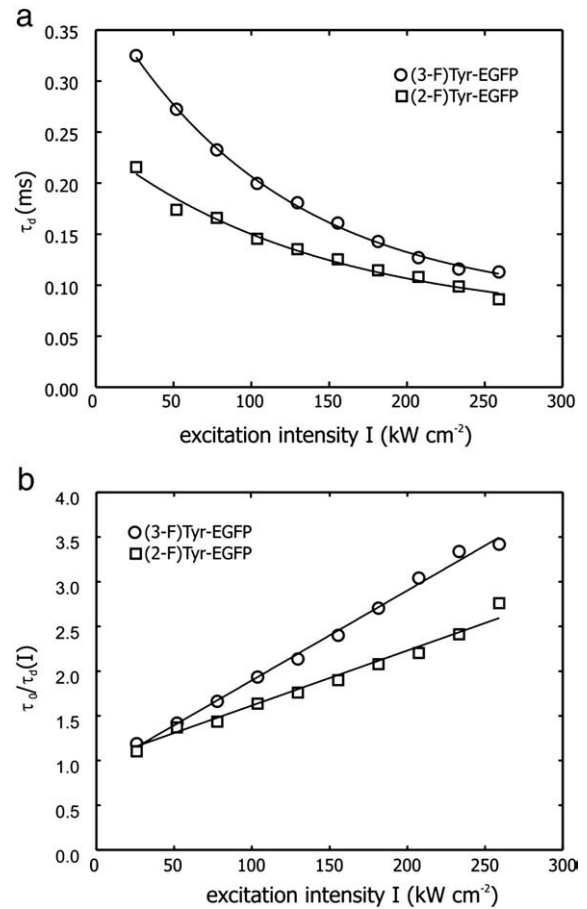 a
0.35
0.30
0.25
0.20
0.15
0.10
0.05
0.00
τd (ms)
(3-F)Tyr-EGFP
(2-F)Tyr-EGFP
0 50 100 150 200 250 300
excitation intensity I (kW cm⁻²)
b
4.0
3.5
3.0
2.5
2.0
1.5
1.0
0.5
0.0
τ0/τd(I)
(3-F)Tyr-EGFP
(2-F)Tyr-EGFP
0 50 100 150 200 250 300
excitation intensity I (kW cm⁻²)